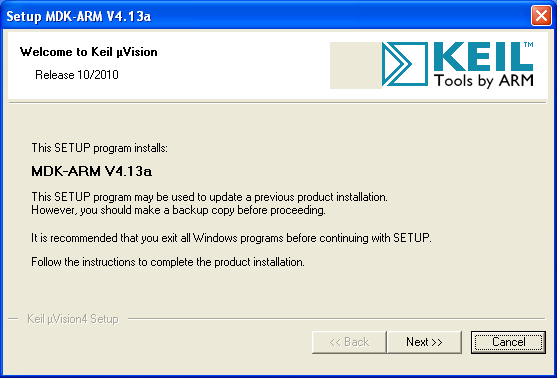 Setup MDK-ARM V4.13a
Welcome to Keil µVision
Release 10/2010
KEIL™
Tools by ARM
This SETUP program installs:
MDK-ARM V4.13a
This SETUP program may be used to update a previous product installation.
However, you should make a backup copy before proceeding.
It is recommended that you exit all Windows programs before continuing with SETUP.
Follow the instructions to complete the product installation.
Keil µVision4 Setup
<< Back
Next >>
Cancel